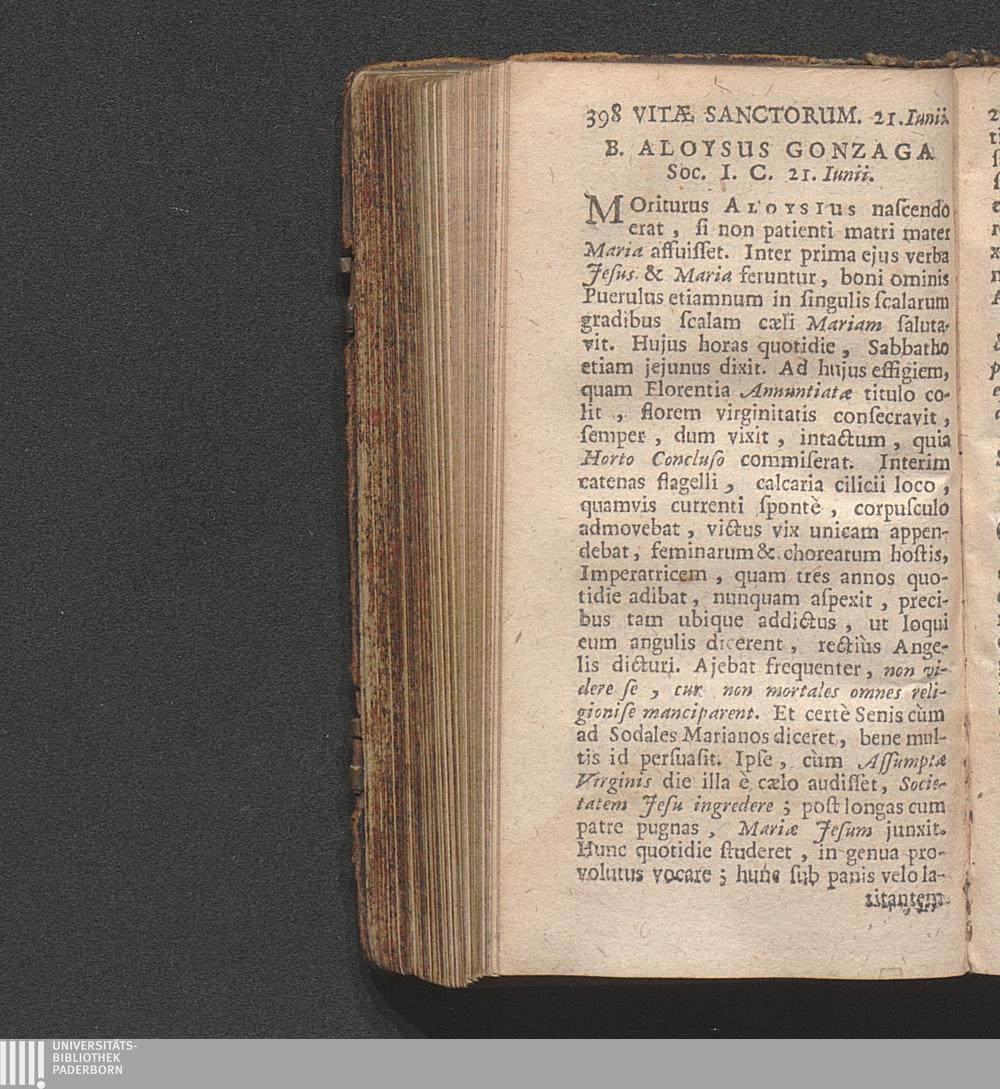 398 VITÆ SANCTORUM. 21. Iunii.
B. ALOYSUS GONZAGA
Soc. I. C. 21. Iunii.
MOriturus ALOYSIUS naſcendo
erat, ſi non patienti matri mater
Maria aſſuiſſet. Inter prima ejus verba
Jeſus & Maria feruntur, boni ominis
Puerulus etiamnum in ſingulis ſcalarum
gradibus ſcalam cæli Mariam ſaluta-
vit. Hujus horas quotidie, Sabbatho
etiam jejunus dixit. Ad hujus effigiem,
quam Florentia Annuntiatæ titulo co-
lit, florem virginitatis conſecravit,
ſemper, dum vixit, intactum, quia
Horto Concluſo commiſerat. Interim
catenas flagelli, calcaria cilicii loco,
quamvis currenti ſpontè, corpuſculo
admovebat, victus vix unicam appen-
debat, feminarum & chorearum hoſtis,
Imperatricem, quam tres annos quo-
tidie adibat, nunquam aſpexit, preci-
bus tam ubique addictus, ut loqui
eum angulis dicerent, rectiùs Ange-
lis dicturi. Ajebat frequenter, non vi-
dere ſe, cur non mortales omnes reli-
gioniſe manciparent. Et certè Senis cùm
ad Sodales Marianos diceret, bene mul-
tis id perſuaſit. Ipſe, cùm Aſſumptæ
Virginis die illa è cælo audiſſet, Socie-
tatem Jeſu ingredere; poſt longas cum
patre pugnas, Mariæ Jeſum junxit.
Hunc quotidie ſtuderet, in genua pro-
volutus vocare; hunc ſub panis velo la-
titantem
UNIVERSITÄTS-
BIBLIOTHEK
PADERBORN